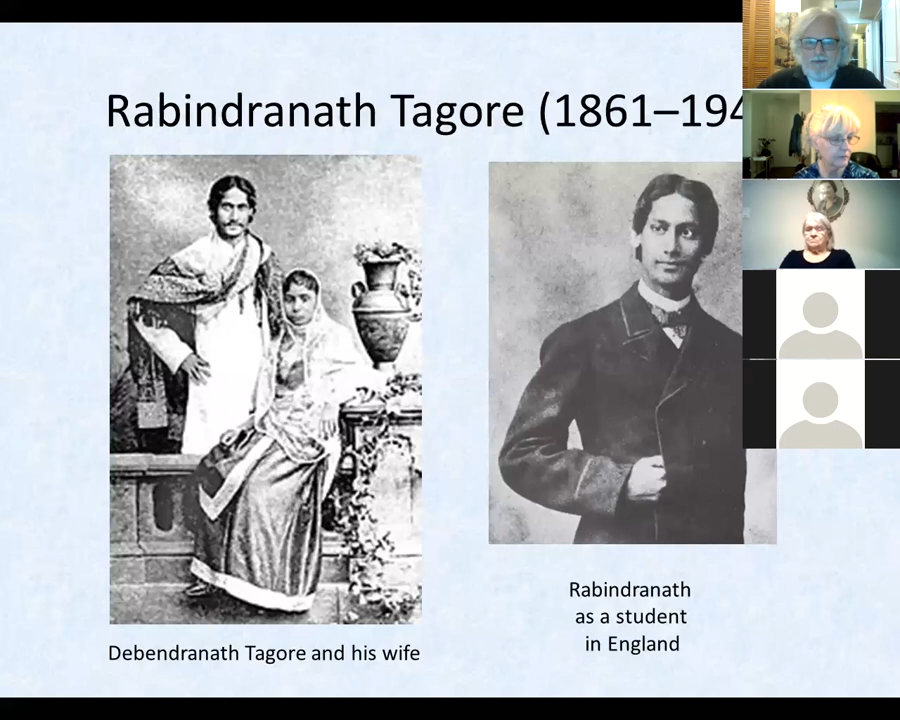 Rabindranath Tagore (1861–194
Debendranath Tagore and his wife
Rabindranath
as a student
in England